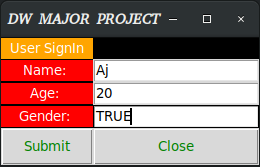 DW MAJOR PROJECT
User SignIn
Name: Aj
Age: 20
Gender: TRUE
Submit Close